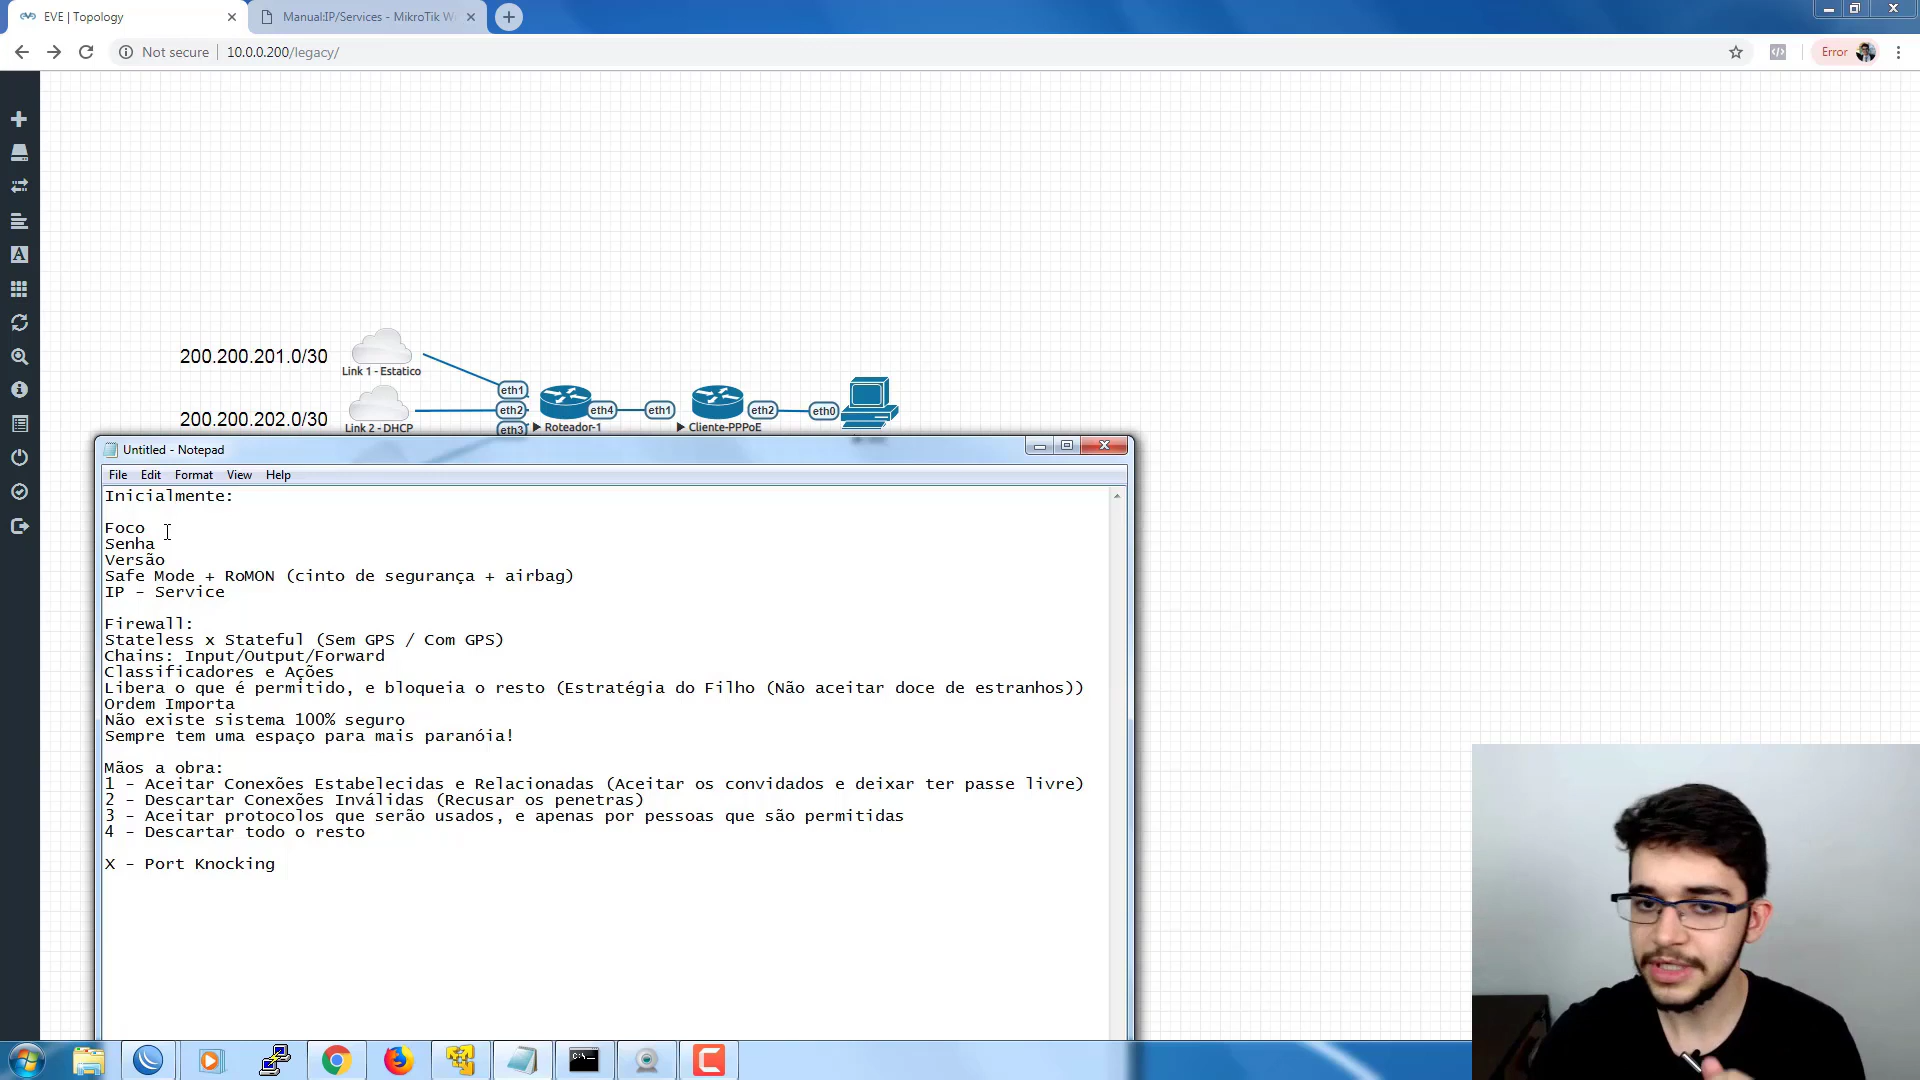 EVE | Topology
Manual:IP/Services - MikroTik W
Not secure
10.0.0.200/legacy/
Error
200.200.201.0/30
Link 1 - Estatico
eth1
200.200.202.0/30
Link 2 - DHCP
eth2
eth3
Roteador-1
eth4
eth1
Cliente-PPPoE
eth2
eth0
Untitled - Notepad
File Edit Format View Help
Inicialmente:
Foco
Senha
Versão
Safe Mode + RoMON (cinto de segurança + airbag)
IP - Service
Firewall:
Stateless x Stateful (Sem GPS / Com GPS)
Chains: Input/Output/Forward
Classificadores e Ações
Libera o que é permitido, e bloqueia o resto (Estratégia do Filho (Não aceitar doce de estranhos))
Ordem Importa
Não existe sistema 100% seguro
Sempre tem uma espaço para mais paranóia!
Mãos a obra:
1 - Aceitar Conexões Estabelecidas e Relacionadas (Aceitar os convidados e deixar ter passe livre)
2 - Descartar Conexões Inválidas (Recusar os penetras)
3 - Aceitar protocolos que serão usados, e apenas por pessoas que são permitidas
4 - Descartar todo o resto
X - Port Knocking